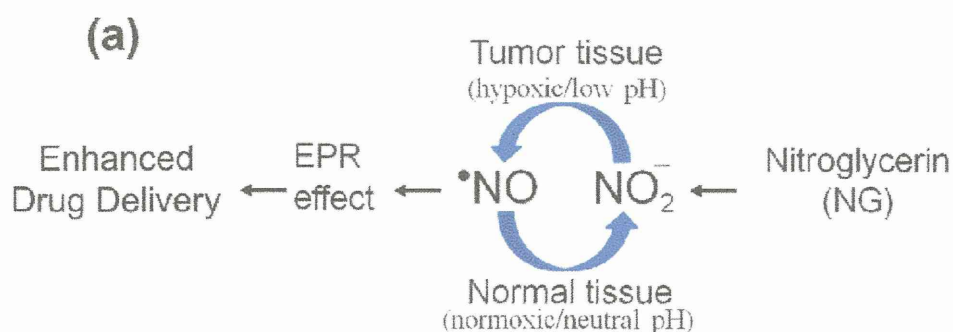 (a)
Tumor tissue
(hypoxic/low pH)
Enhanced
Drug Delivery
EPR
effect
•NO
NO₂⁻
Nitroglycerin
(NG)
Normal tissue
(normoxic/neutral pH)